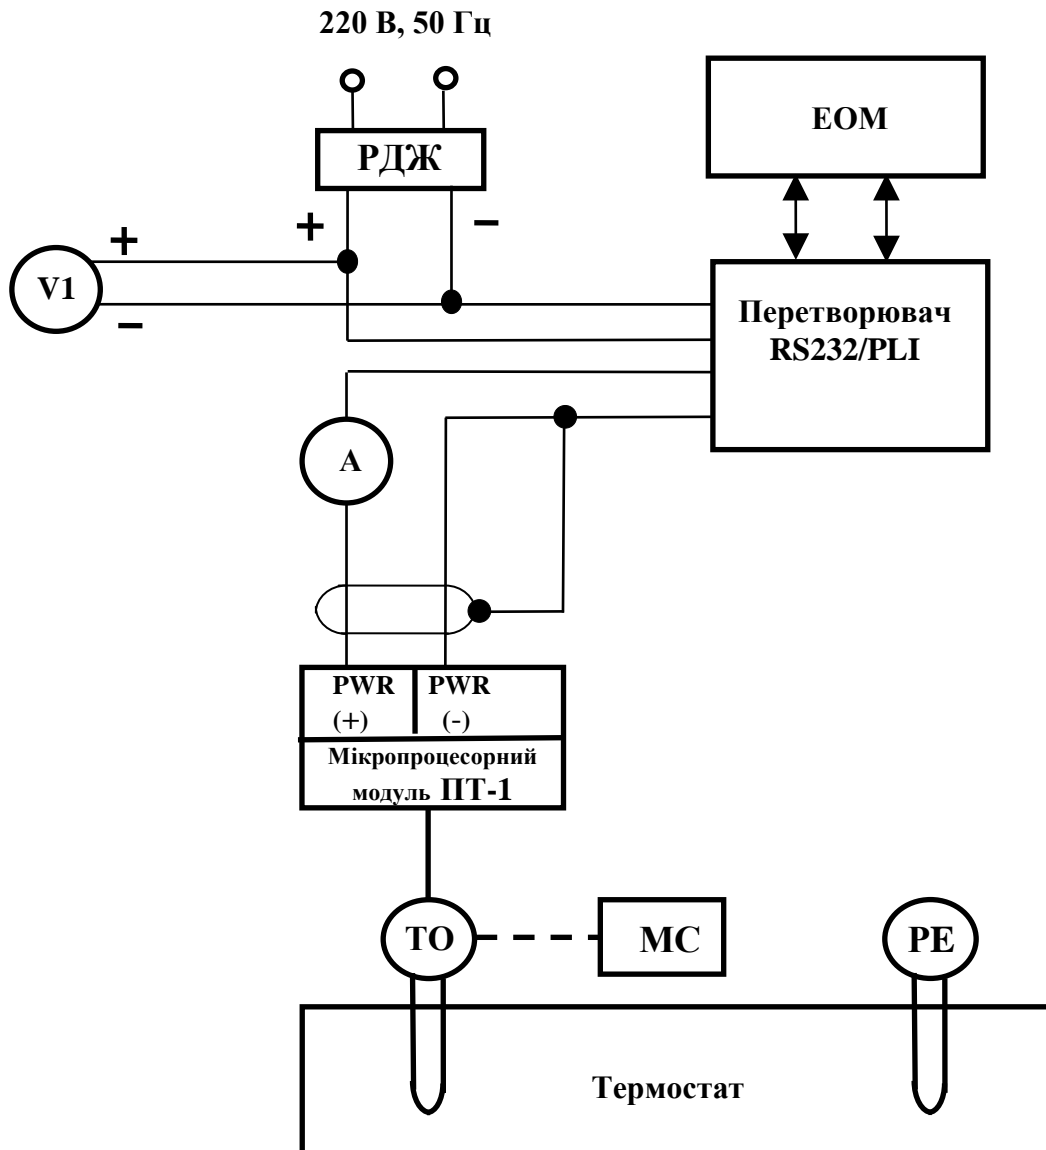 220 В, 50 Гц
РДЖ
ЕОМ
+
–
+
V1
–
Перетворювач
RS232/PLI
А
PWR
(+)
PWR
(-)
Мікропроцесорний
модуль ПТ-1
ТО
МС
РЕ
Термостат